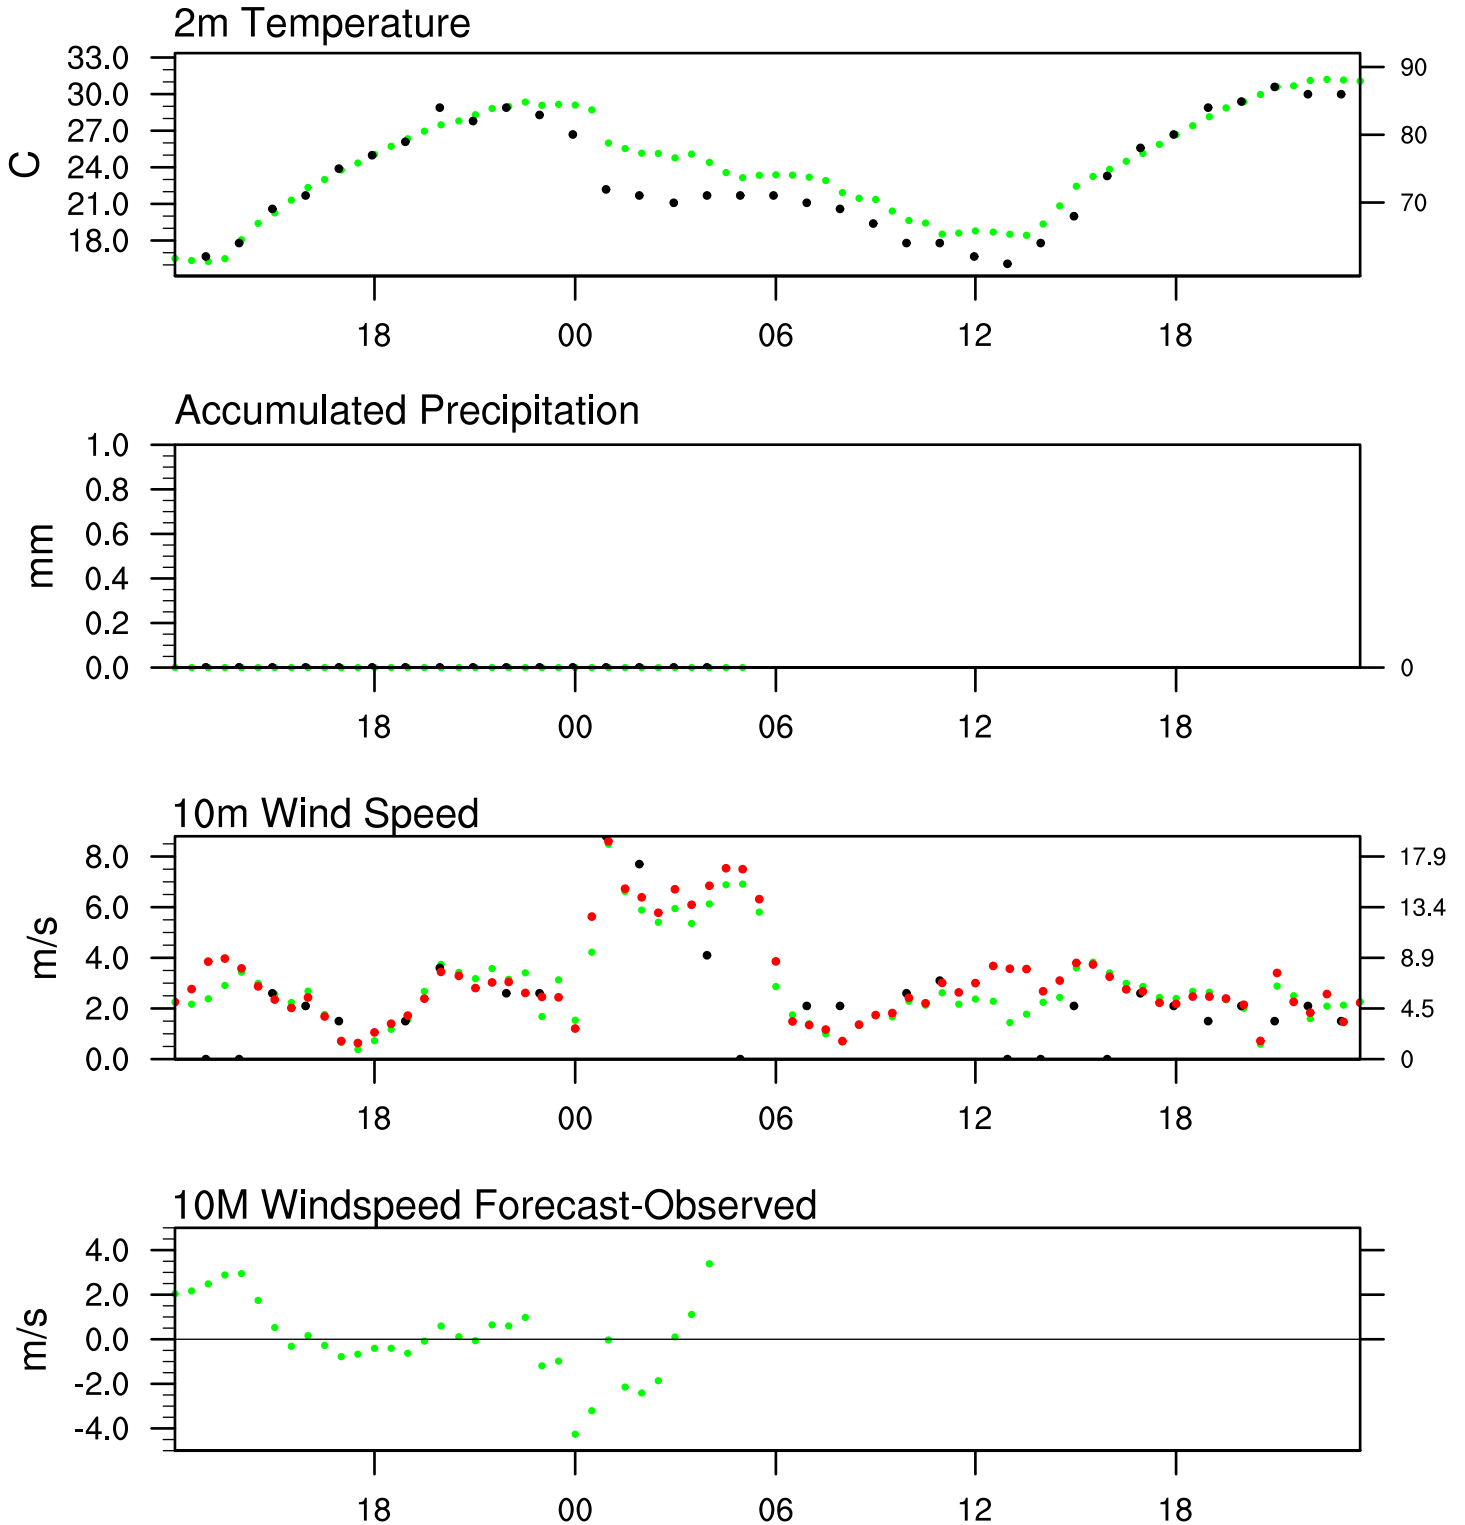 2m Temperature
33.0
30.0
27.0
24.0
21.0
18.0
C
90
80
70
18 00 06 12 18
Accumulated Precipitation
1.0
0.8
0.6
0.4
0.2
0.0
mm
0
18 00 06 12 18
10m Wind Speed
8.0
6.0
4.0
2.0
0.0
m/s
17.9
13.4
8.9
4.5
0
18 00 06 12 18
10M Windspeed Forecast-Observed
4.0
2.0
0.0
-2.0
-4.0
m/s
18 00 06 12 18